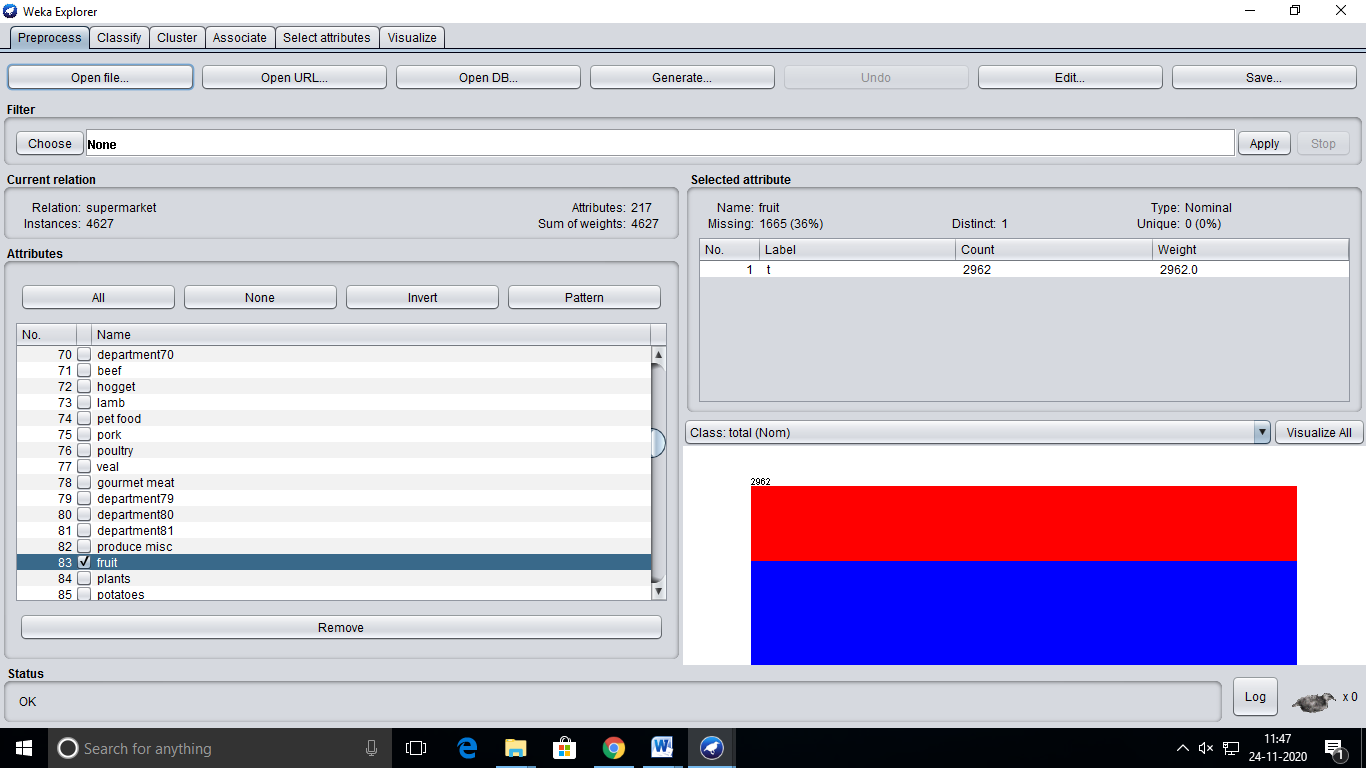 Weka Explorer
Preprocess Classify Cluster Associate Select attributes Visualize
Open file... Open URL... Open DB... Generate... Undo Edit... Save...
Filter
Choose None Apply Stop
Current relation
Relation: supermarket Attributes: 217
Instances: 4627 Sum of weights: 4627
Attributes
All None Invert Pattern
No. Name
70 department70
71 beef
72 hogget
73 lamb
74 pet food
75 pork
76 poultry
77 veal
78 gourmet meat
79 department79
80 department80
81 department81
82 produce misc
83 fruit
84 plants
85 potatoes
Remove
Selected attribute
Name: fruit Type: Nominal
Missing: 1665 (36%) Distinct: 1 Unique: 0 (0%)
No. Label Count Weight
1 t 2962 2962.0
Class: total (Nom) Visualize All
2962
Status
OK
Log x 0
Search for anything
11:47
24-11-2020
1